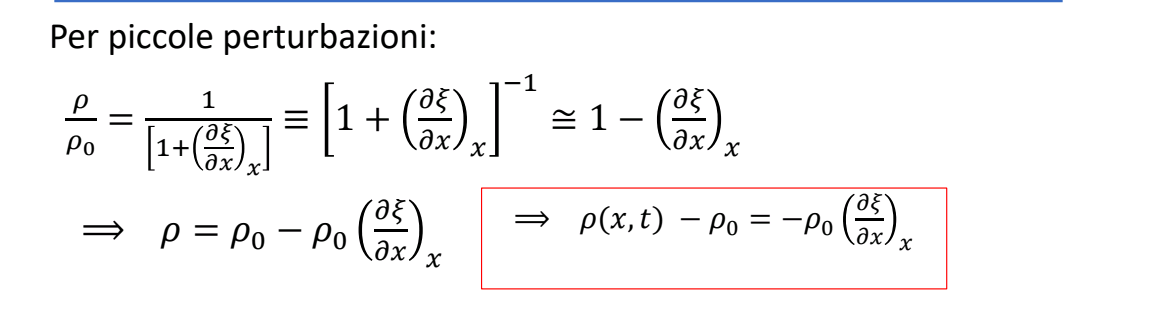 Per piccole perturbazioni:
ρ/ρ₀ = 1/[1+(∂ξ/∂x)ₓ] ≡ [1 + (∂ξ/∂x)ₓ]⁻¹ ≅ 1 − (∂ξ/∂x)ₓ
⟹ ρ = ρ₀ − ρ₀ (∂ξ/∂x)ₓ ⟹ ρ(x, t) − ρ₀ = −ρ₀ (∂ξ/∂x)ₓ